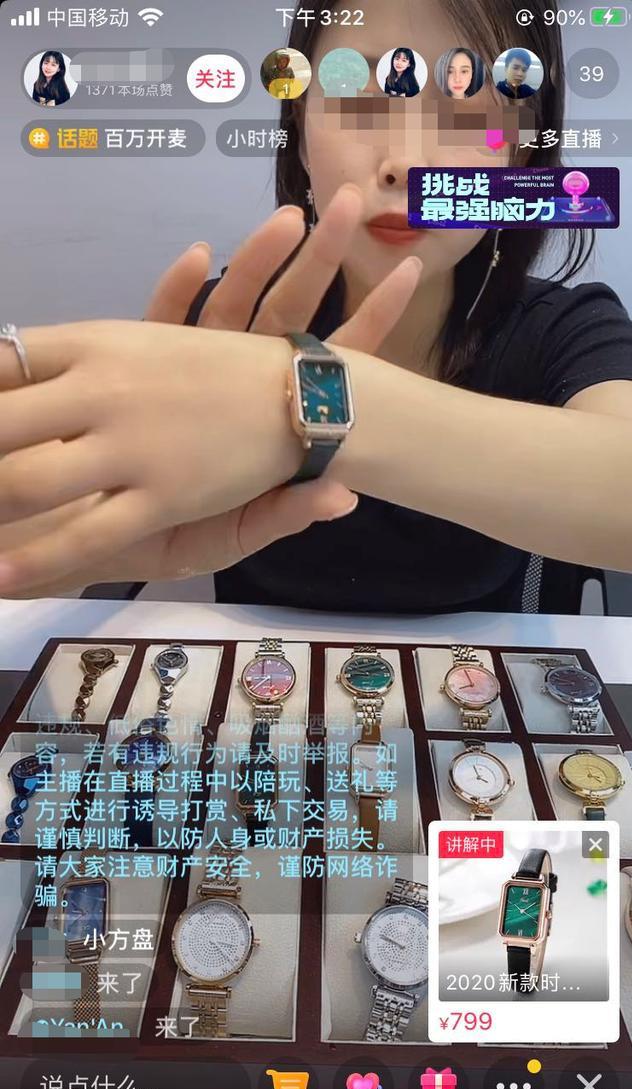 中国移动
下午3:22
90%
1371本场点赞
关注
1
39
话题 百万开麦
小时榜
更多直播
挑战
最强脑力
CHALLENGE THE MOST
POWERFUL BRAIN
容，若有违规行为请及时举报。如
主播在直播过程中以陪玩、送礼等
方式进行诱导打赏、私下交易，请
谨慎判断，以防人身或财产损失。
请大家注意财产安全，谨防网络诈
骗。
小方盘
来了
@Yan'An
来了
讲解中
2020新款时...
¥799
说点什么